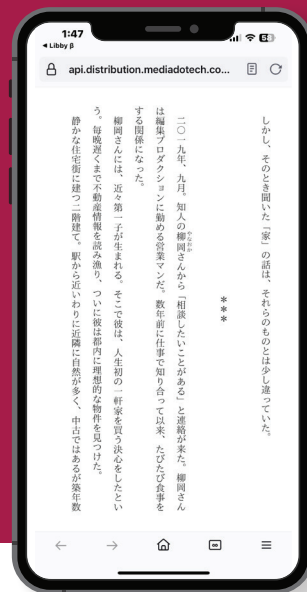 1:47
53
◀ Libby β
api.distribution.mediadotech.co...
しかし、そのとき聞いた「家」の話は、それらのものとは少し違っていた。
***
二〇一九年、九月。知人の柳岡さんから「相談したいことがある」と連絡が来た。柳岡さん
は編集プロダクションに勤める営業マンだ。数年前に仕事で知り合って以来、たびたび食事を
する関係になった。
柳岡さんには、近々第一子が生まれる。そこで彼は、人生初の一軒家を買う決心をしたとい
う。毎晩遅くまで不動産情報を読み漁り、ついに彼は都内に理想的な物件を見つけた。
静かな住宅街に建つ二階建て。駅から近いわりに近隣に自然が多く、中古ではあるが築年数